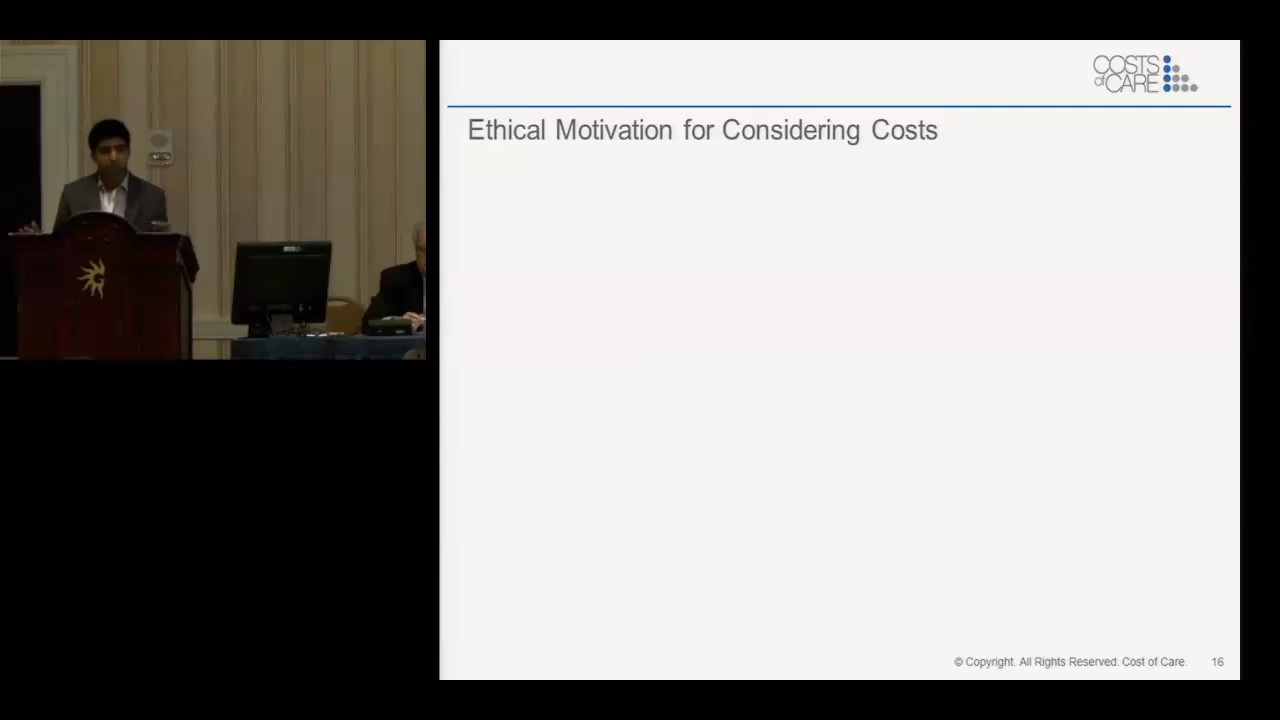 COSTS
of CARE
Ethical Motivation for Considering Costs
© Copyright. All Rights Reserved. Cost of Care.
16